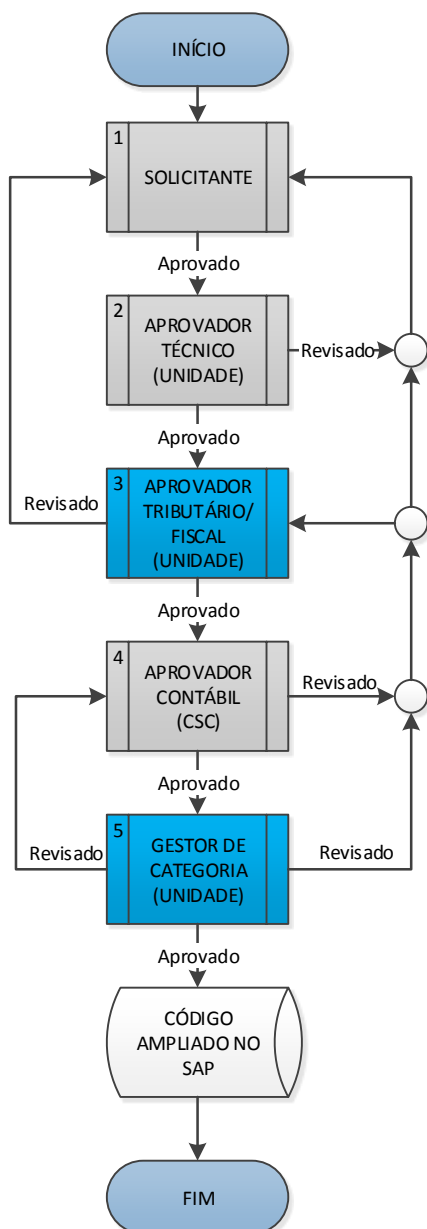 INÍCIO
1
SOLICITANTE
Aprovado
2
APROVADOR
TÉCNICO
(UNIDADE)
Revisado
Aprovado
3
APROVADOR
TRIBUTÁRIO/
FISCAL
(UNIDADE)
Revisado
Aprovado
4
APROVADOR
CONTÁBIL
(CSC)
Revisado
Aprovado
5
GESTOR DE
CATEGORIA
(UNIDADE)
Revisado
Revisado
Aprovado
CÓDIGO
AMPLIADO NO
SAP
FIM